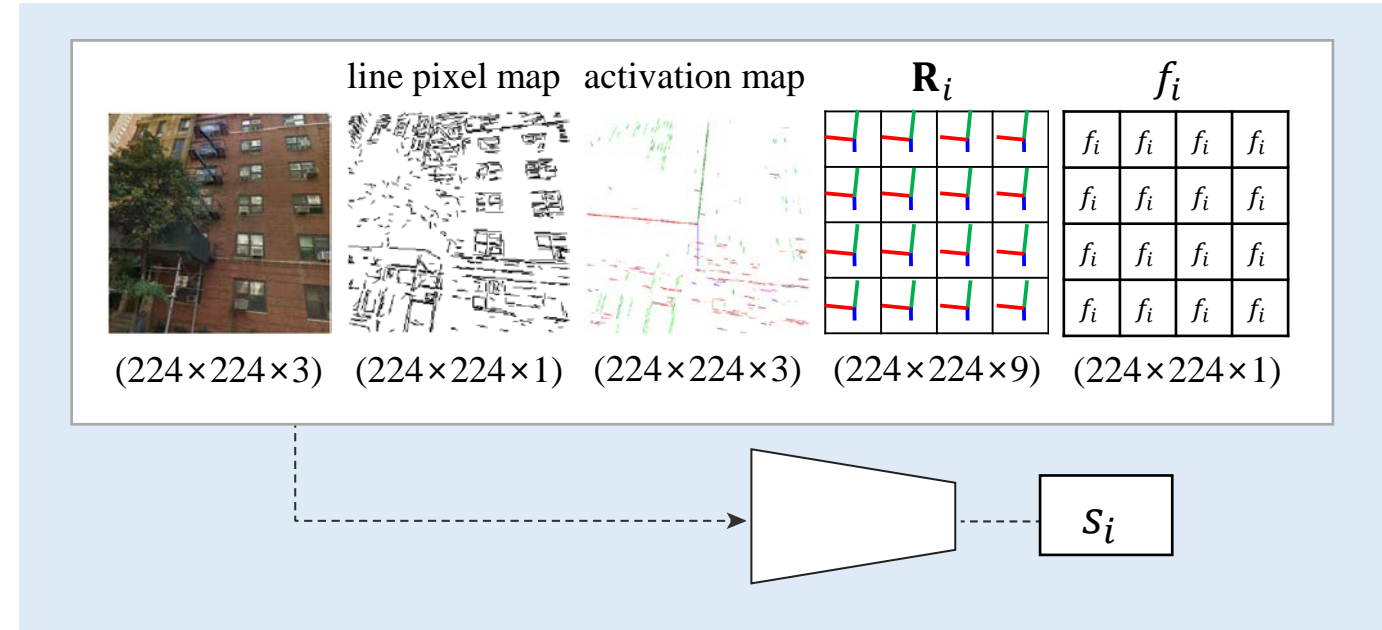 line pixel map activation map R_i f_i
f_i f_i f_i f_i
f_i f_i f_i f_i
f_i f_i f_i f_i
f_i f_i f_i f_i
(224×224×3) (224×224×1) (224×224×3) (224×224×9) (224×224×1)
s_i